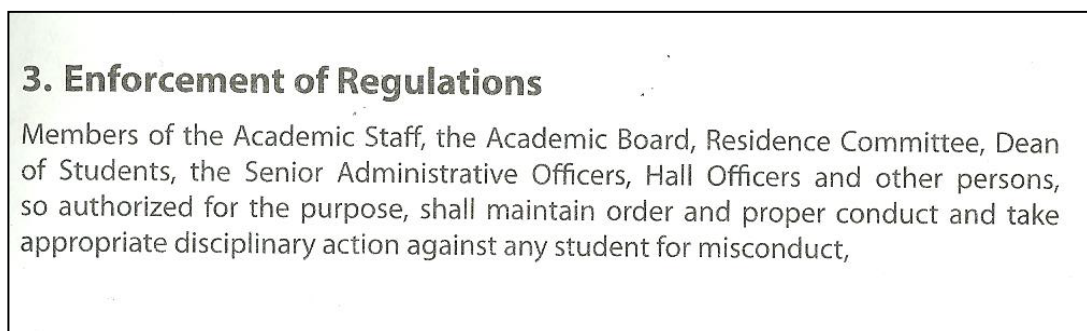 3. Enforcement of Regulations
Members of the Academic Staff, the Academic Board, Residence Committee, Dean
of Students, the Senior Administrative Officers, Hall Officers and other persons,
so authorized for the purpose, shall maintain order and proper conduct and take
appropriate disciplinary action against any student for misconduct,